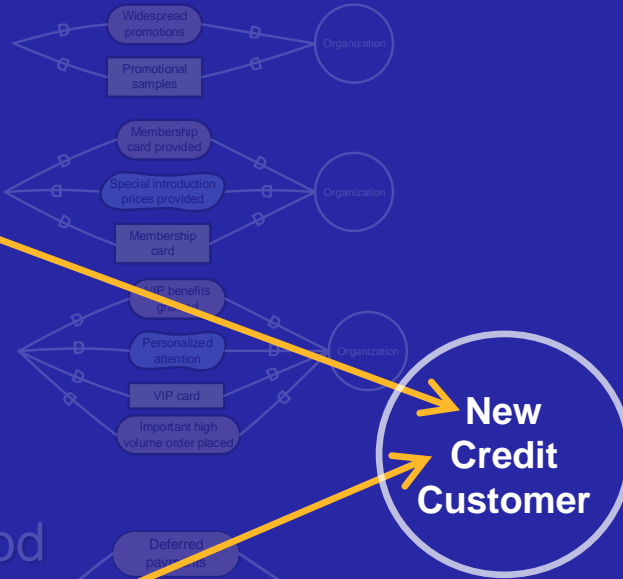 Widespread
promotions
D
D
Organization
D
D
Promotional
samples
Membership
card provided
D
D
Special introduction
prices provided
D
D
Organization
D
D
Membership
card
VIP benefits
granted
D
D
Personalized
attention
D
D
Organization
D
D
VIP card
D
D
Important high
volume order placed
New
Credit
Customer
od
Deferred
payments